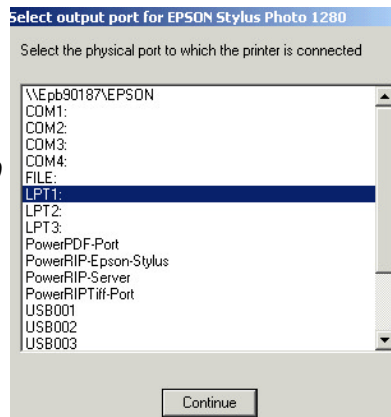 Select output port for EPSON Stylus Photo 1280
Select the physical port to which the printer is connected
\\Epb90187\EPSON
COM1:
COM2:
COM3:
COM4:
FILE:
LPT1:
LPT2:
LPT3:
PowerPDF-Port
PowerRIP-Epson-Stylus
PowerRIP-Server
PowerRIPTiff-Port
USB001
USB002
USB003
Continue